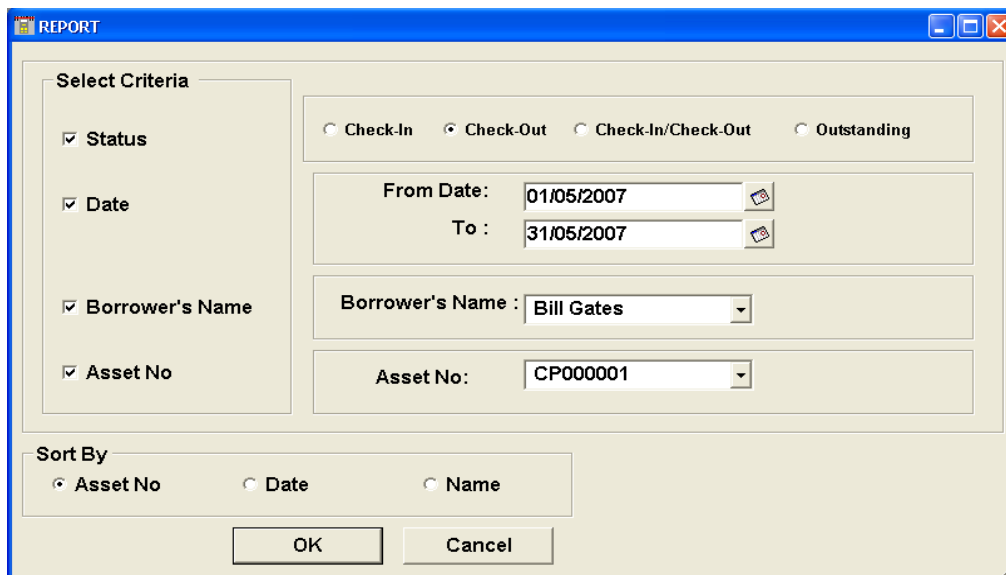 REPORT
Select Criteria
Status
Check-In Check-Out Check-In/Check-Out Outstanding
Date
From Date: 01/05/2007
To : 31/05/2007
Borrower's Name
Borrower's Name : Bill Gates
Asset No
Asset No: CP000001
Sort By
Asset No Date Name
OK Cancel